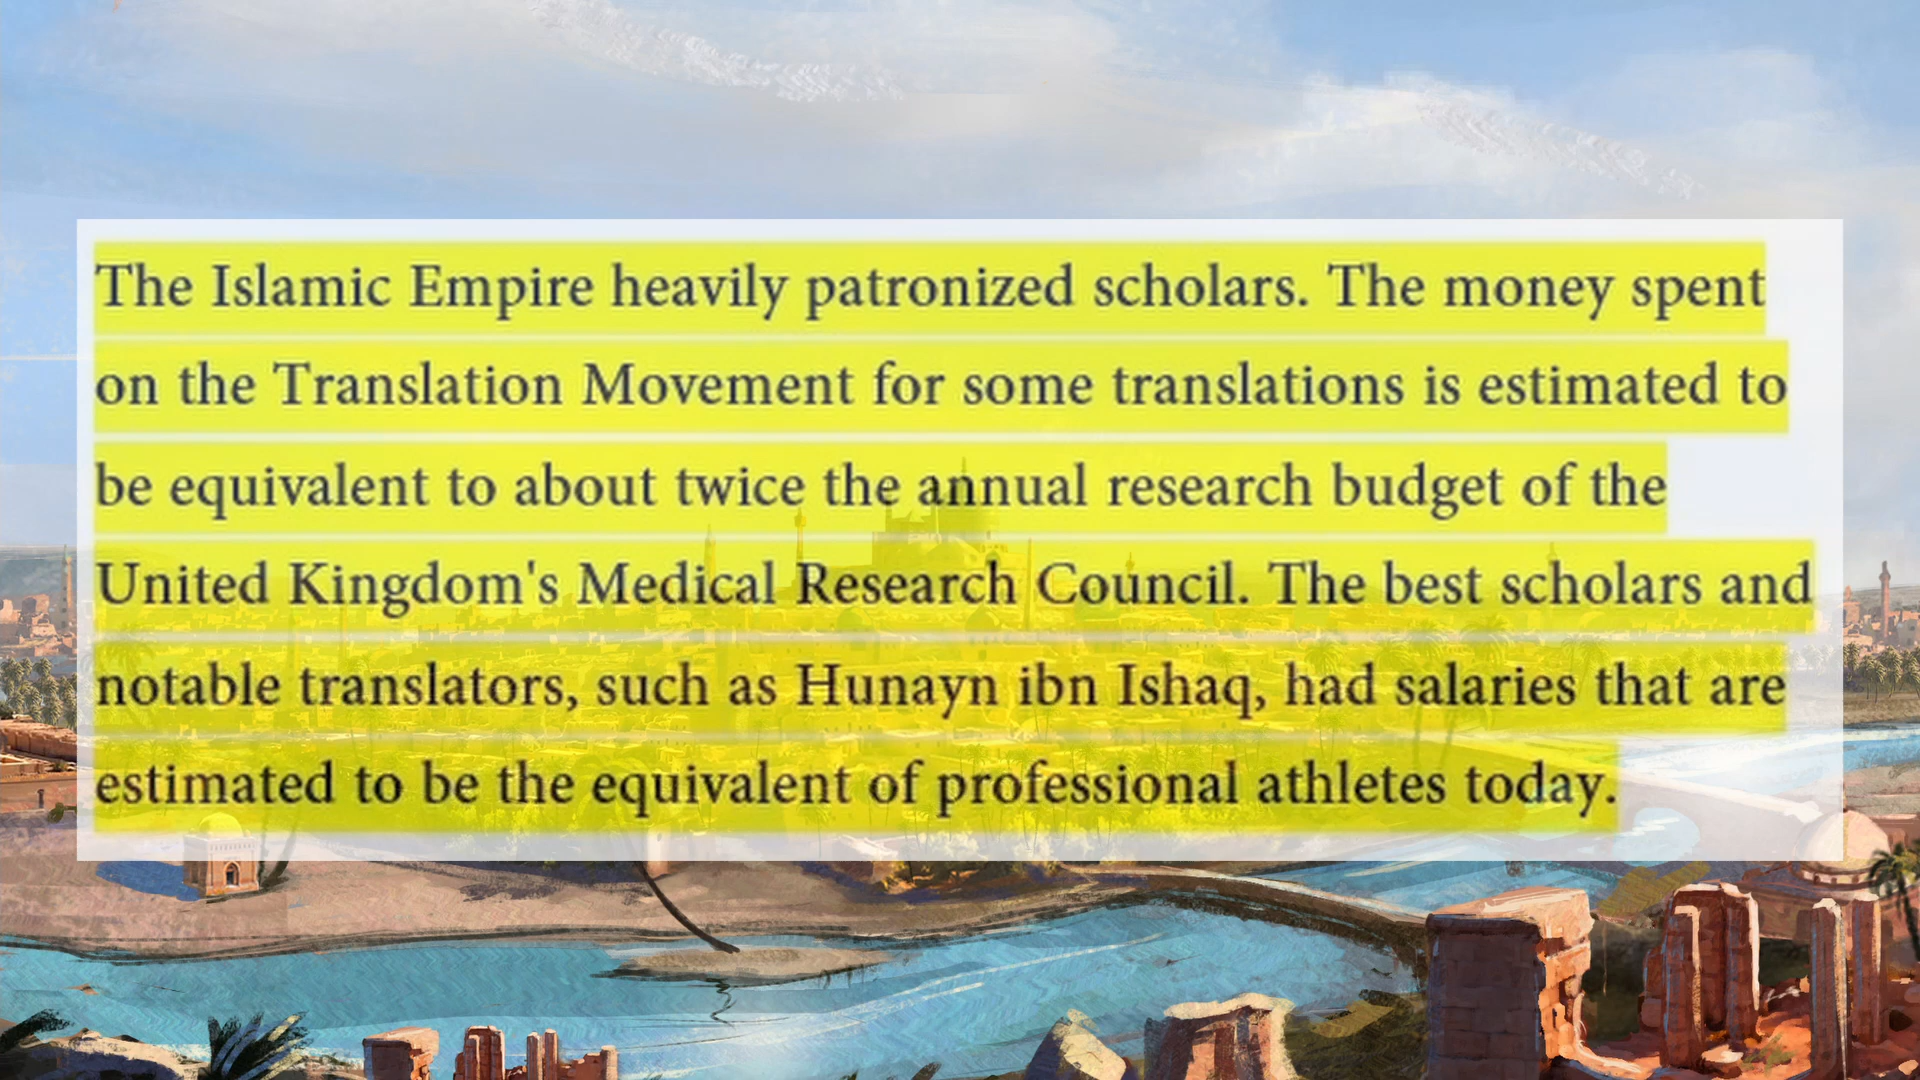 The Islamic Empire heavily patronized scholars. The money spent
on the Translation Movement for some translations is estimated to
be equivalent to about twice the annual research budget of the
United Kingdom's Medical Research Council. The best scholars and
notable translators, such as Hunayn ibn Ishaq, had salaries that are
estimated to be the equivalent of professional athletes today.